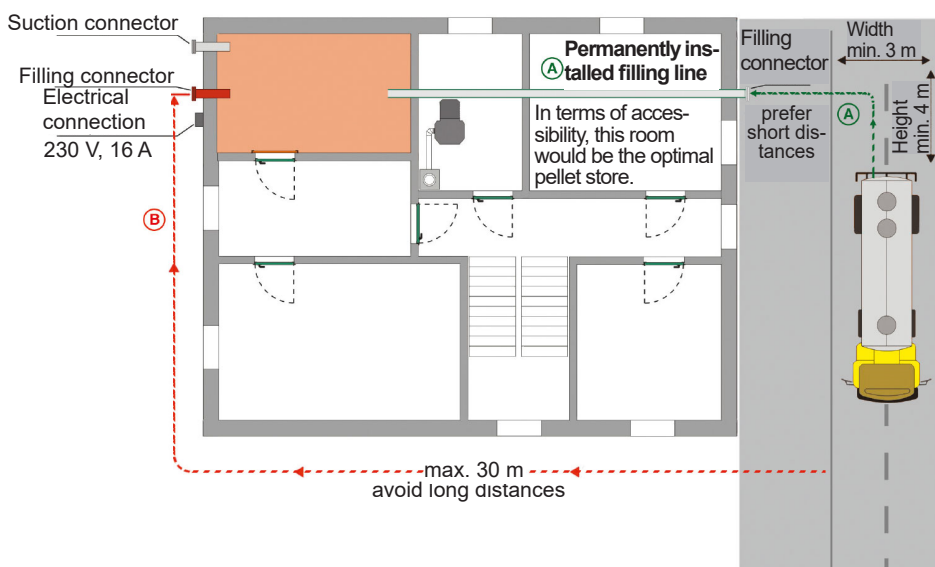 Suction connector
Filling connector
Electrical
connection
230 V, 16 A
A
Permanently ins-
talled filling line
In terms of acces-
sibility, this room
would be the optimal
pellet store.
Filling
connector
prefer
short dis-
tances
Width
min. 3 m
Height
min. 4 m
A
B
max. 30 m
avoid long distances